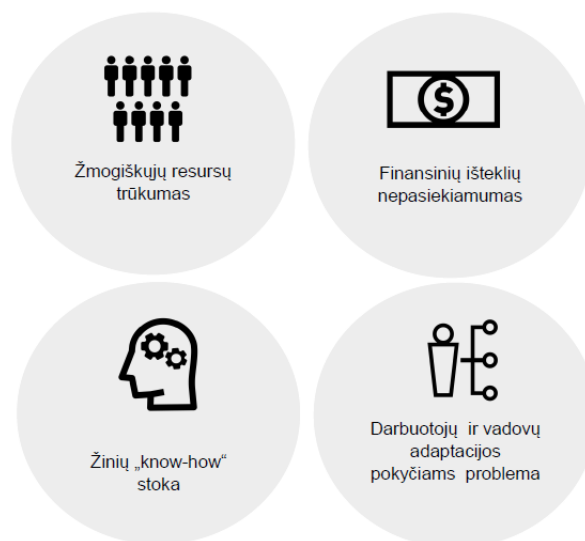 Žmogiškųjų resursų
trūkumas
Finansinių išteklių
nepasiekiamumas
Žinių „know-how“
stoka
Darbuotojų ir vadovų
adaptacijos
pokyčiams problema